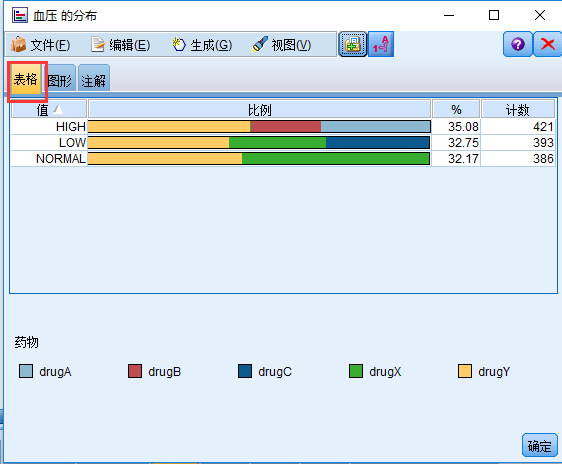 血压 的分布
文件(F) 编辑(E) 生成(G) 视图(V)
表格 图形 注解
值 比例 % 计数
HIGH 35.08 421
LOW 32.75 393
NORMAL 32.17 386
药物
drugA drugB drugC drugX drugY
确定